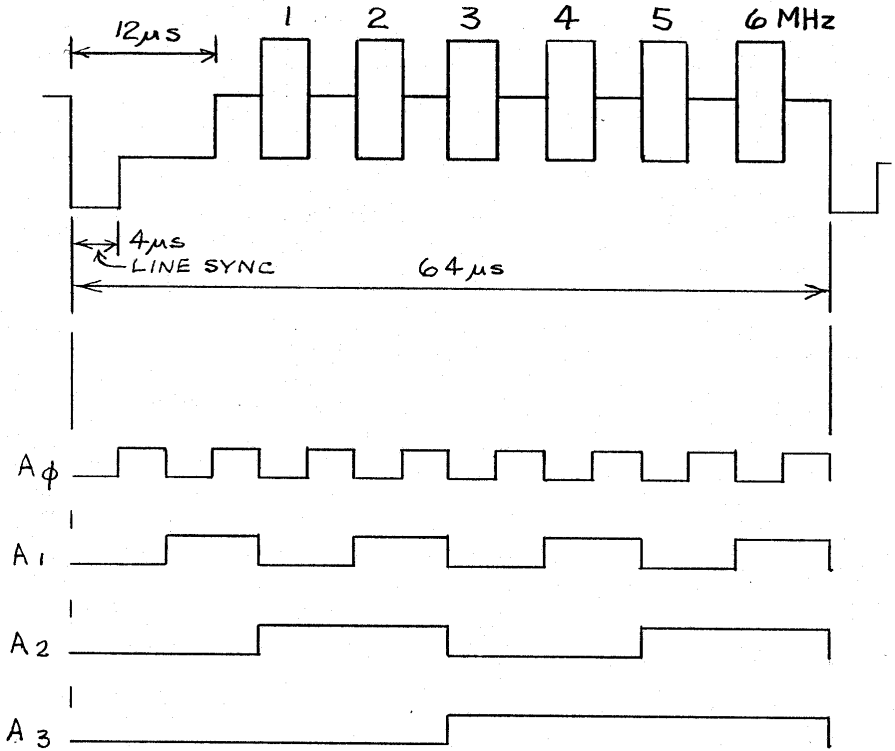 1 2 3 4 5 6 MHz
12μs
4μs
LINE SYNC
64μs
Aϕ
A1
A2
A3